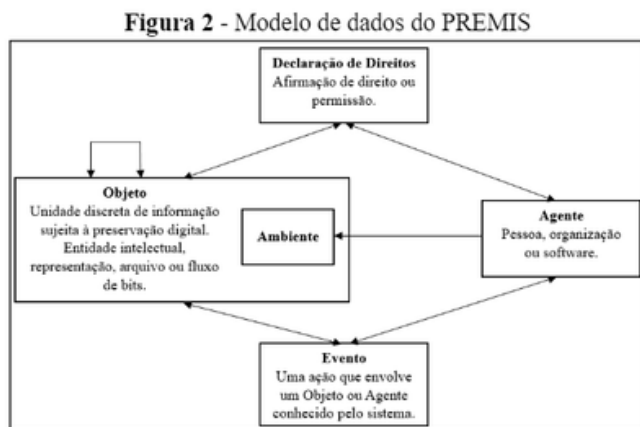 Figura 2 - Modelo de dados do PREMIS
Declaração de Direitos
Afirmação de direito ou
permissão.
Objeto
Unidade discreta de informação
sujeita à preservação digital.
Entidade intelectual,
representação, arquivo ou fluxo
de bits.
Ambiente
Agente
Pessoa, organização
ou software.
Evento
Uma ação que envolve
um Objeto ou Agente
conhecido pelo sistema.